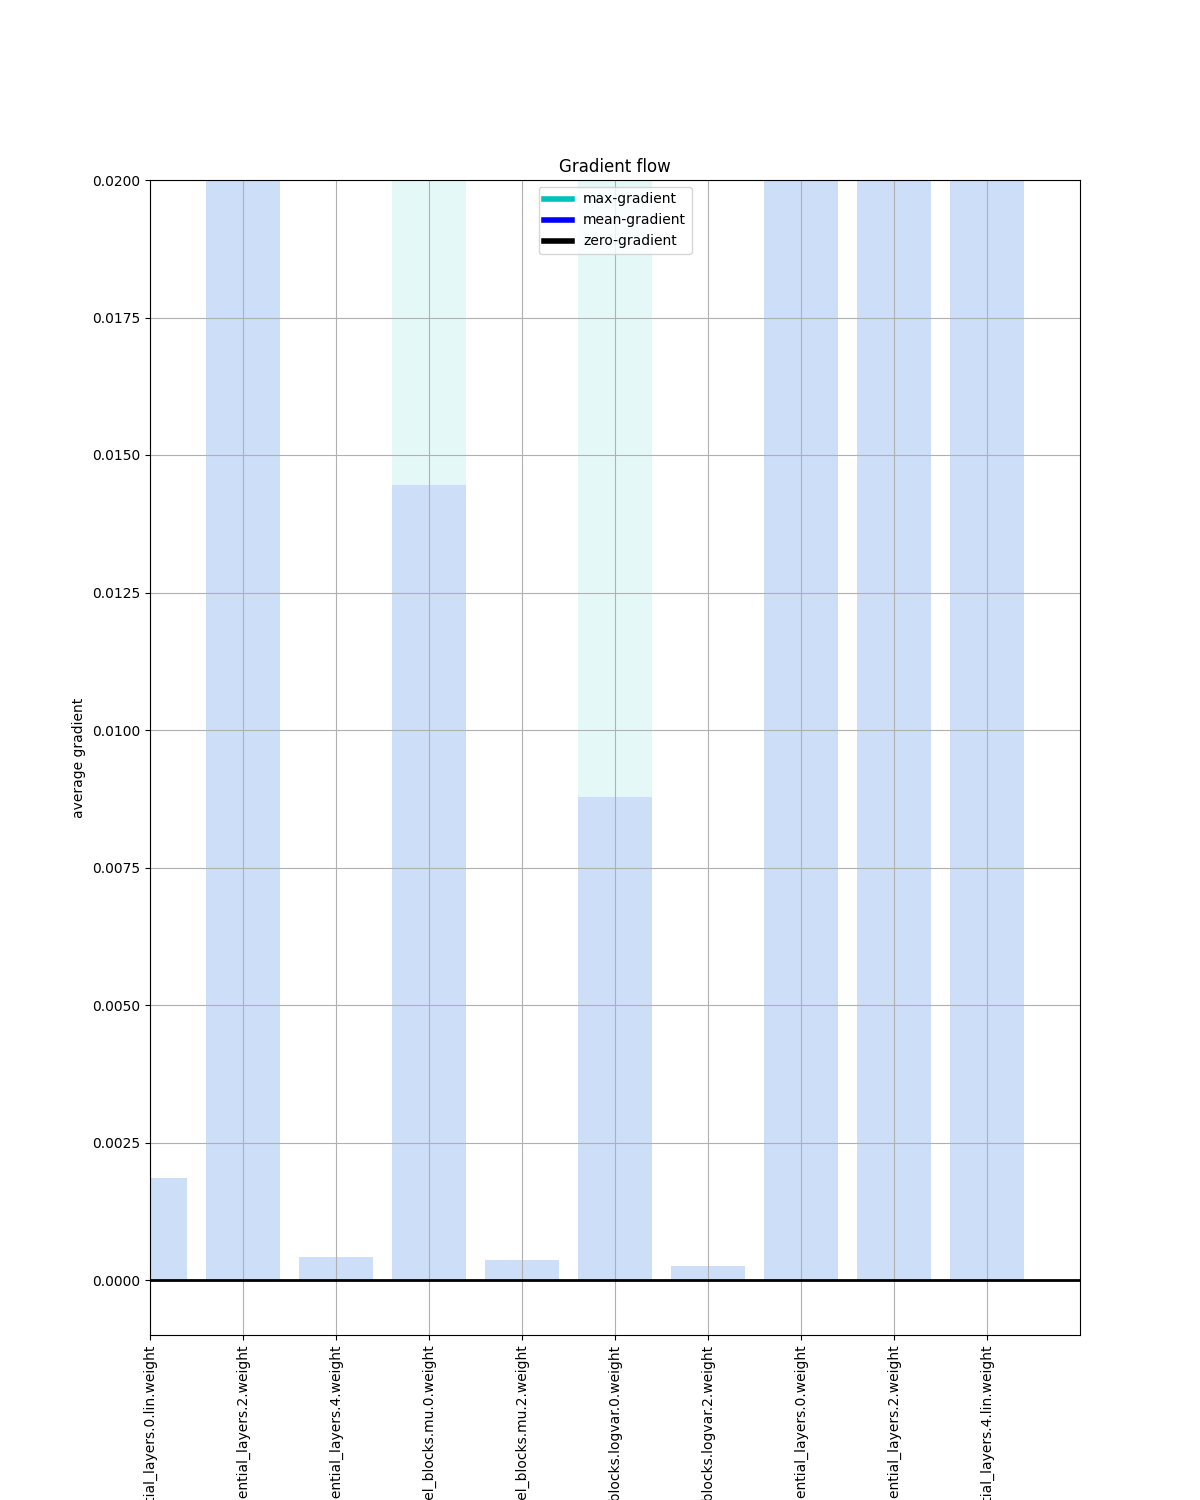 Gradient flow
max-gradient
mean-gradient
zero-gradient
average gradient
0.0200
0.0175
0.0150
0.0125
0.0100
0.0075
0.0050
0.0025
0.0000
tial_layers.0.lin.weight
ential_layers.2.weight
ential_layers.4.weight
el_blocks.mu.0.weight
el_blocks.mu.2.weight
blocks.logvar.0.weight
blocks.logvar.2.weight
ential_layers.0.weight
ential_layers.2.weight
tial_layers.4.lin.weight